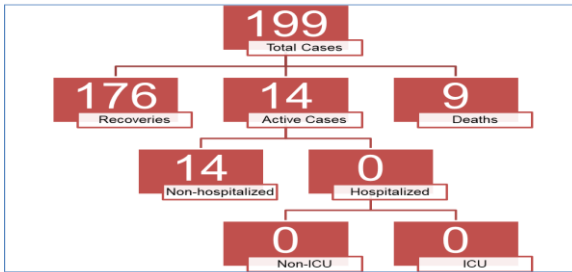 199
Total Cases
176
Recoveries
14
Active Cases
9
Deaths
14
Non-hospitalized
0
Hospitalized
0
Non-ICU
0
ICU